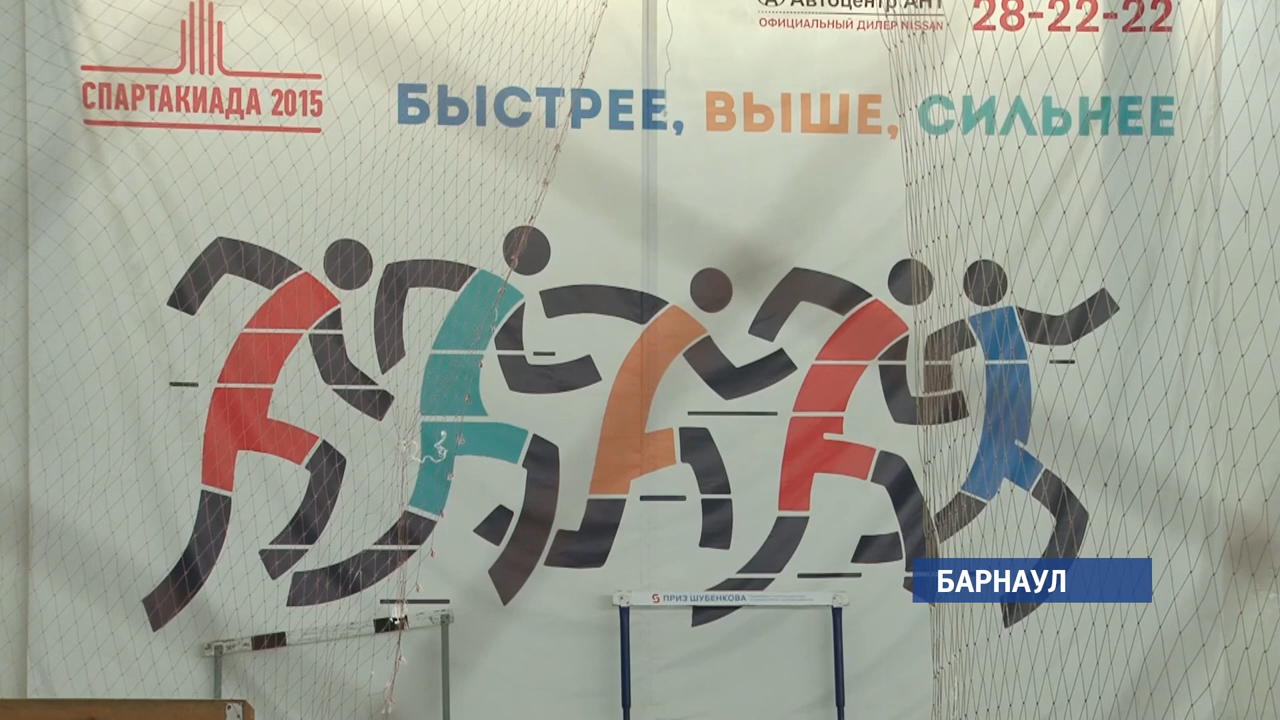 Автоцентр АНТ
ОФИЦИАЛЬНЫЙ ДИЛЕР NISSAN
28-22-22
СПАРТАКИАДА 2015
БЫСТРЕЕ, ВЫШЕ, СИЛЬНЕЕ
БАРНАУЛ
ПРИЗ ШУБЕНКОВА